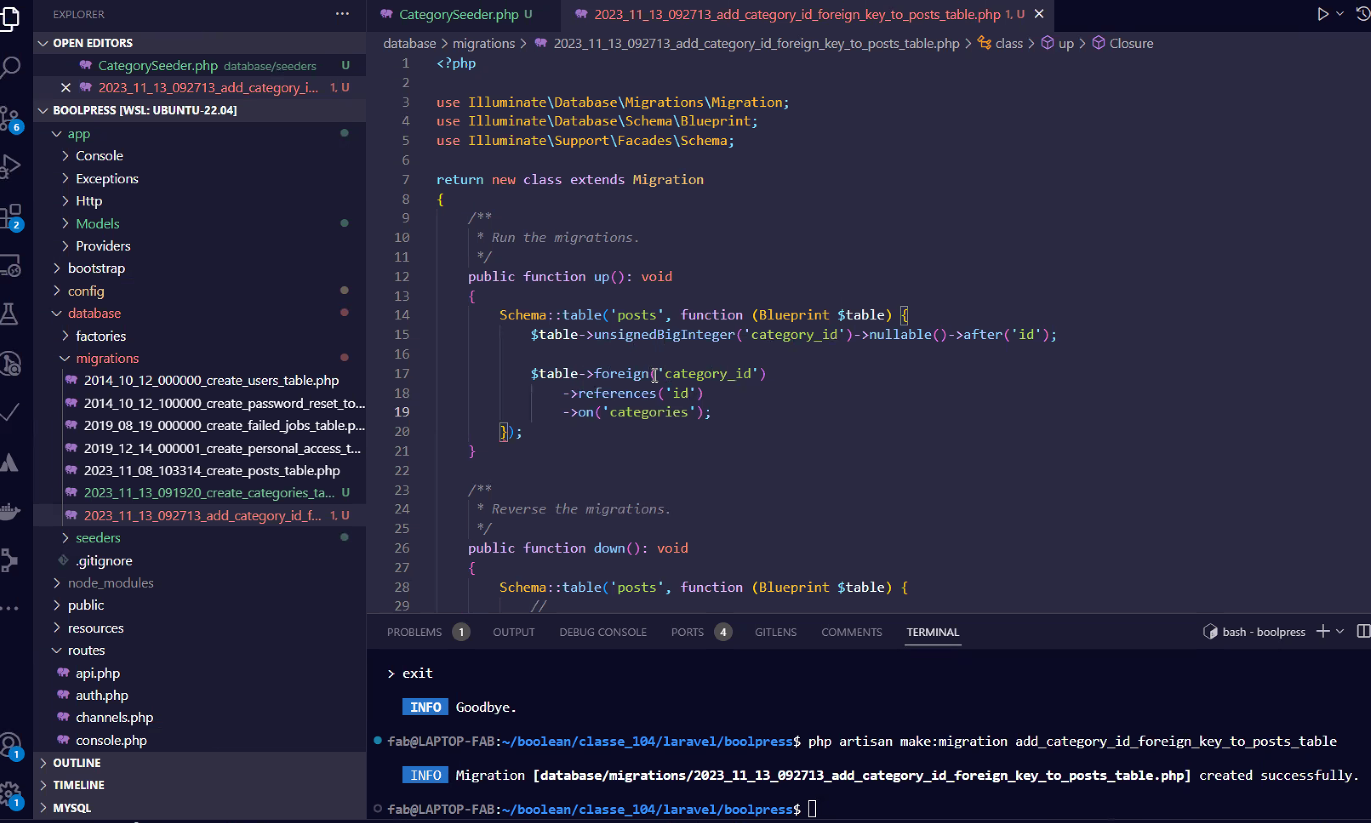 EXPLORER
OPEN EDITORS
CategorySeeder.php database/seeders U
2023_11_13_092713_add_category_i... 1, U
BOOLPRESS [WSL: UBUNTU-22.04]
app
Console
Exceptions
Http
Models
Providers
bootstrap
config
database
factories
migrations
2014_10_12_000000_create_users_table.php
2014_10_12_100000_create_password_reset_to...
2019_08_19_000000_create_failed_jobs_table.p...
2019_12_14_000001_create_personal_access_t...
2023_11_08_103314_create_posts_table.php
2023_11_13_091920_create_categories_ta... U
2023_11_13_092713_add_category_id_f... 1, U
seeders
.gitignore
node_modules
public
resources
routes
api.php
auth.php
channels.php
console.php
OUTLINE
TIMELINE
MYSQL
6
2
1
1
CategorySeeder.php U
2023_11_13_092713_add_category_id_foreign_key_to_posts_table.php 1, U
database > migrations > 2023_11_13_092713_add_category_id_foreign_key_to_posts_table.php > class > up > Closure
1 <?php
2
3 use Illuminate\Database\Migrations\Migration;
4 use Illuminate\Database\Schema\Blueprint;
5 use Illuminate\Support\Facades\Schema;
6
7 return new class extends Migration
8 {
9 /**
10 * Run the migrations.
11 */
12 public function up(): void
13 {
14 Schema::table('posts', function (Blueprint $table) {
15 $table->unsignedBigInteger('category_id')->nullable()->after('id');
16
17 $table->foreign('category_id')
18 ->references('id')
19 ->on('categories');
20 });
21 }
22
23 /**
24 * Reverse the migrations.
25 */
26 public function down(): void
27 {
28 Schema::table('posts', function (Blueprint $table) {
29 //
PROBLEMS 1 OUTPUT DEBUG CONSOLE PORTS 4 GITLENS COMMENTS TERMINAL
bash - boolpress
> exit
INFO Goodbye.
fab@LAPTOP-FAB:~/boolean/classe_104/laravel/boolpress$ php artisan make:migration add_category_id_foreign_key_to_posts_table
INFO Migration [database/migrations/2023_11_13_092713_add_category_id_foreign_key_to_posts_table.php] created successfully.
fab@LAPTOP-FAB:~/boolean/classe_104/laravel/boolpress$